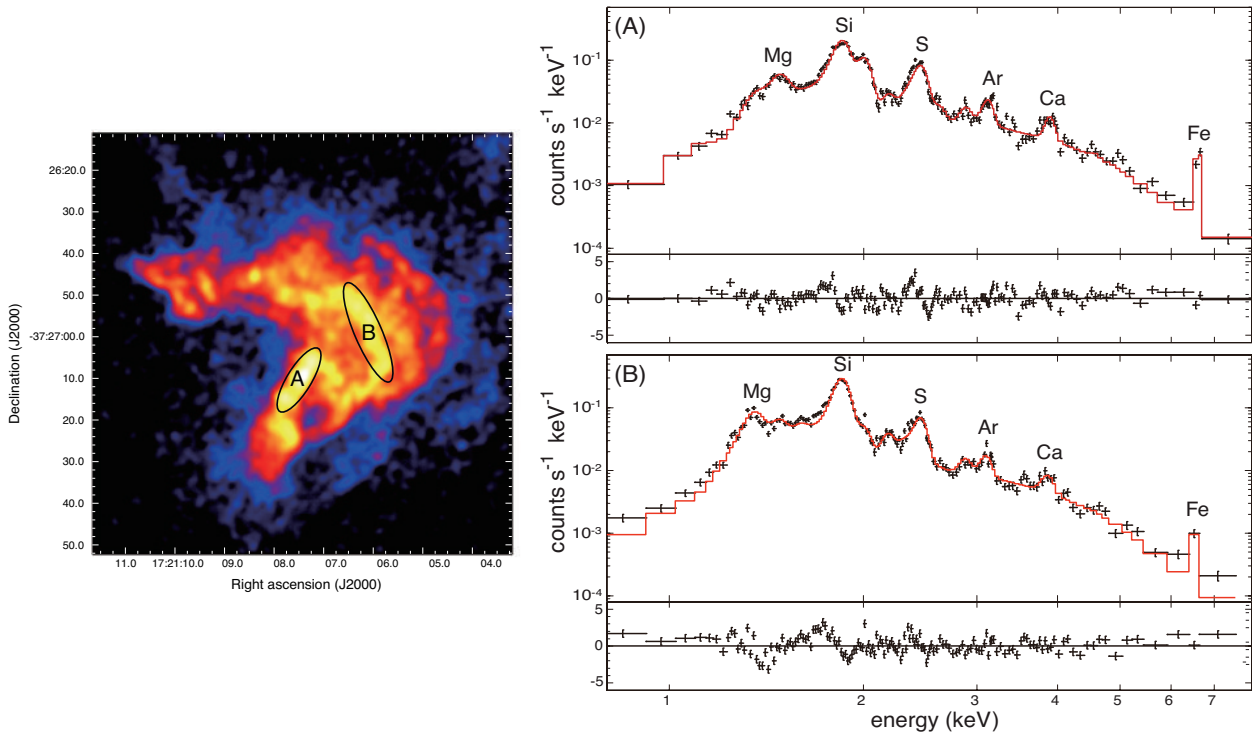 26:20.0
30.0
40.0
50.0
-37:27:00.0
10.0
20.0
30.0
40.0
50.0
Declination (J2000)
A
B
11.0 17:21:10.0 09.0 08.0 07.0 06.0 05.0 04.0
Right ascension (J2000)
(A)
Mg
Si
S
Ar
Ca
Fe
counts s⁻¹ keV⁻¹
10⁻¹
10⁻²
10⁻³
10⁻⁴
5
0
-5
(B)
Mg
Si
S
Ar
Ca
Fe
counts s⁻¹ keV⁻¹
10⁻¹
10⁻²
10⁻³
10⁻⁴
5
0
-5
1 2 3 4 5 6 7
energy (keV)